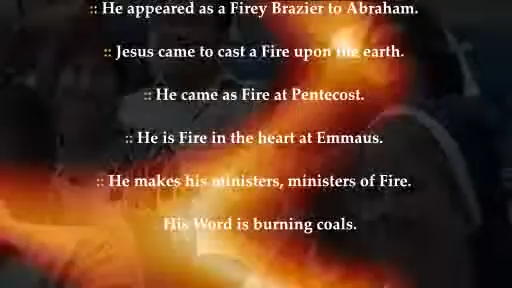 :: He appeared as a Firey Brazier to Abraham.
:: Jesus came to cast a Fire upon the earth.
:: He came as Fire at Pentecost.
:: He is Fire in the heart at Emmaus.
:: He makes his ministers, ministers of Fire.
His Word is burning coals.